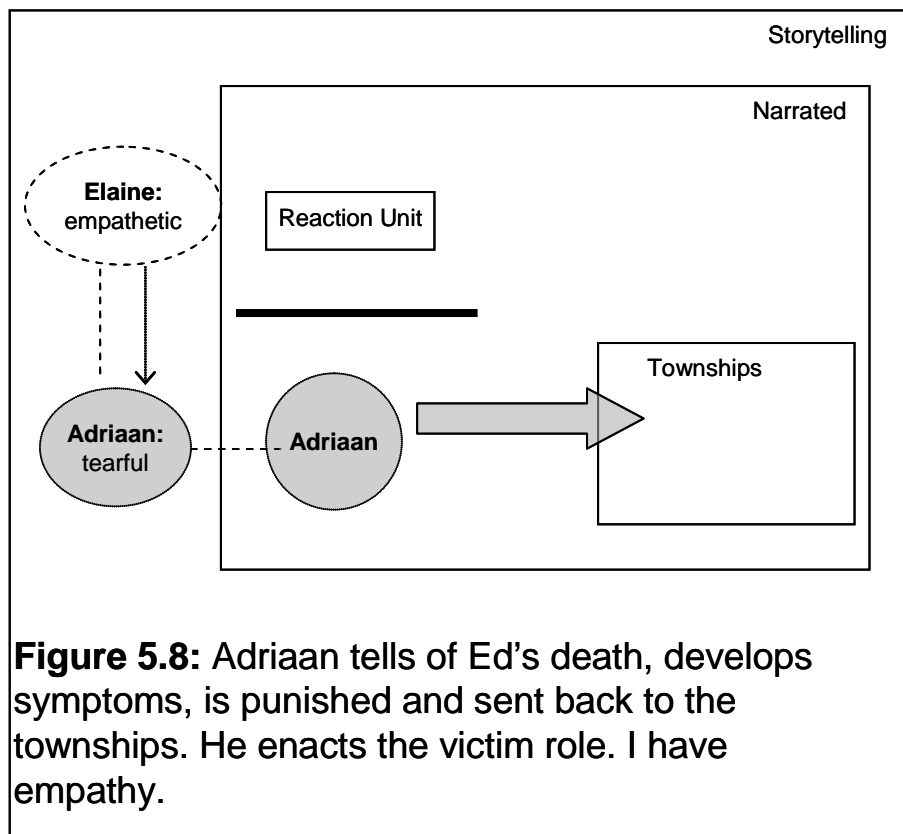 Storytelling
Narrated
Elaine:
empathetic
Reaction Unit
Townships
Adriaan:
tearful
Adriaan
Figure 5.8: Adriaan tells of Ed’s death, develops
symptoms, is punished and sent back to the
townships. He enacts the victim role. I have
empathy.